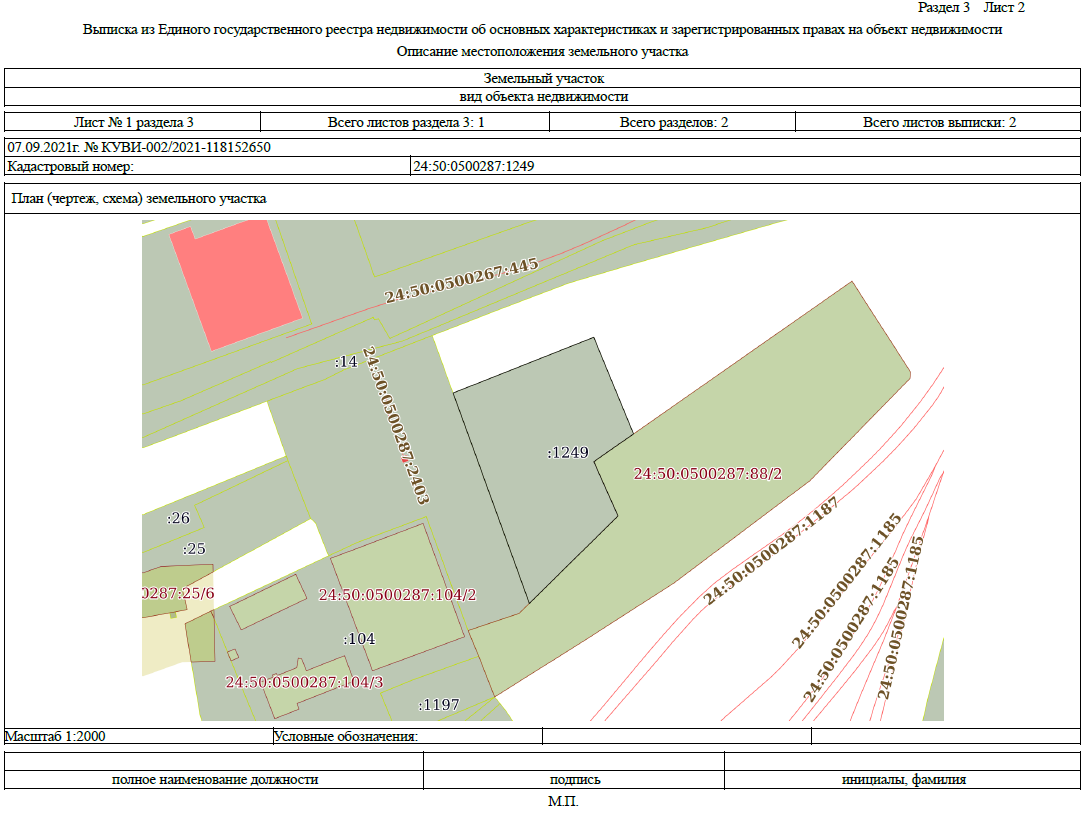 Раздел 3 Лист 2
Выписка из Единого государственного реестра недвижимости об основных характеристиках и зарегистрированных правах на объект недвижимости
Описание местоположения земельного участка
Земельный участок
вид объекта недвижимости
Лист № 1 раздела 3 Всего листов раздела 3: 1 Всего разделов: 2 Всего листов выписки: 2
07.09.2021г. № КУВИ-002/2021-118152650
Кадастровый номер: 24:50:0500287:1249
План (чертеж, схема) земельного участка
24:50:0500267:445
:14
24:50:0500287:2403
:1249
24:50:0500287:88/2
:26
:25
0287:25/6
24:50:0500287:104/2
:104
24:50:0500287:104/3
:1197
24:50:0500287:1187
24:50:0500287:1185
24:50:0500287:1185
24:50:0500287:1185
Масштаб 1:2000 Условные обозначения:
полное наименование должности подпись инициалы, фамилия
М.П.